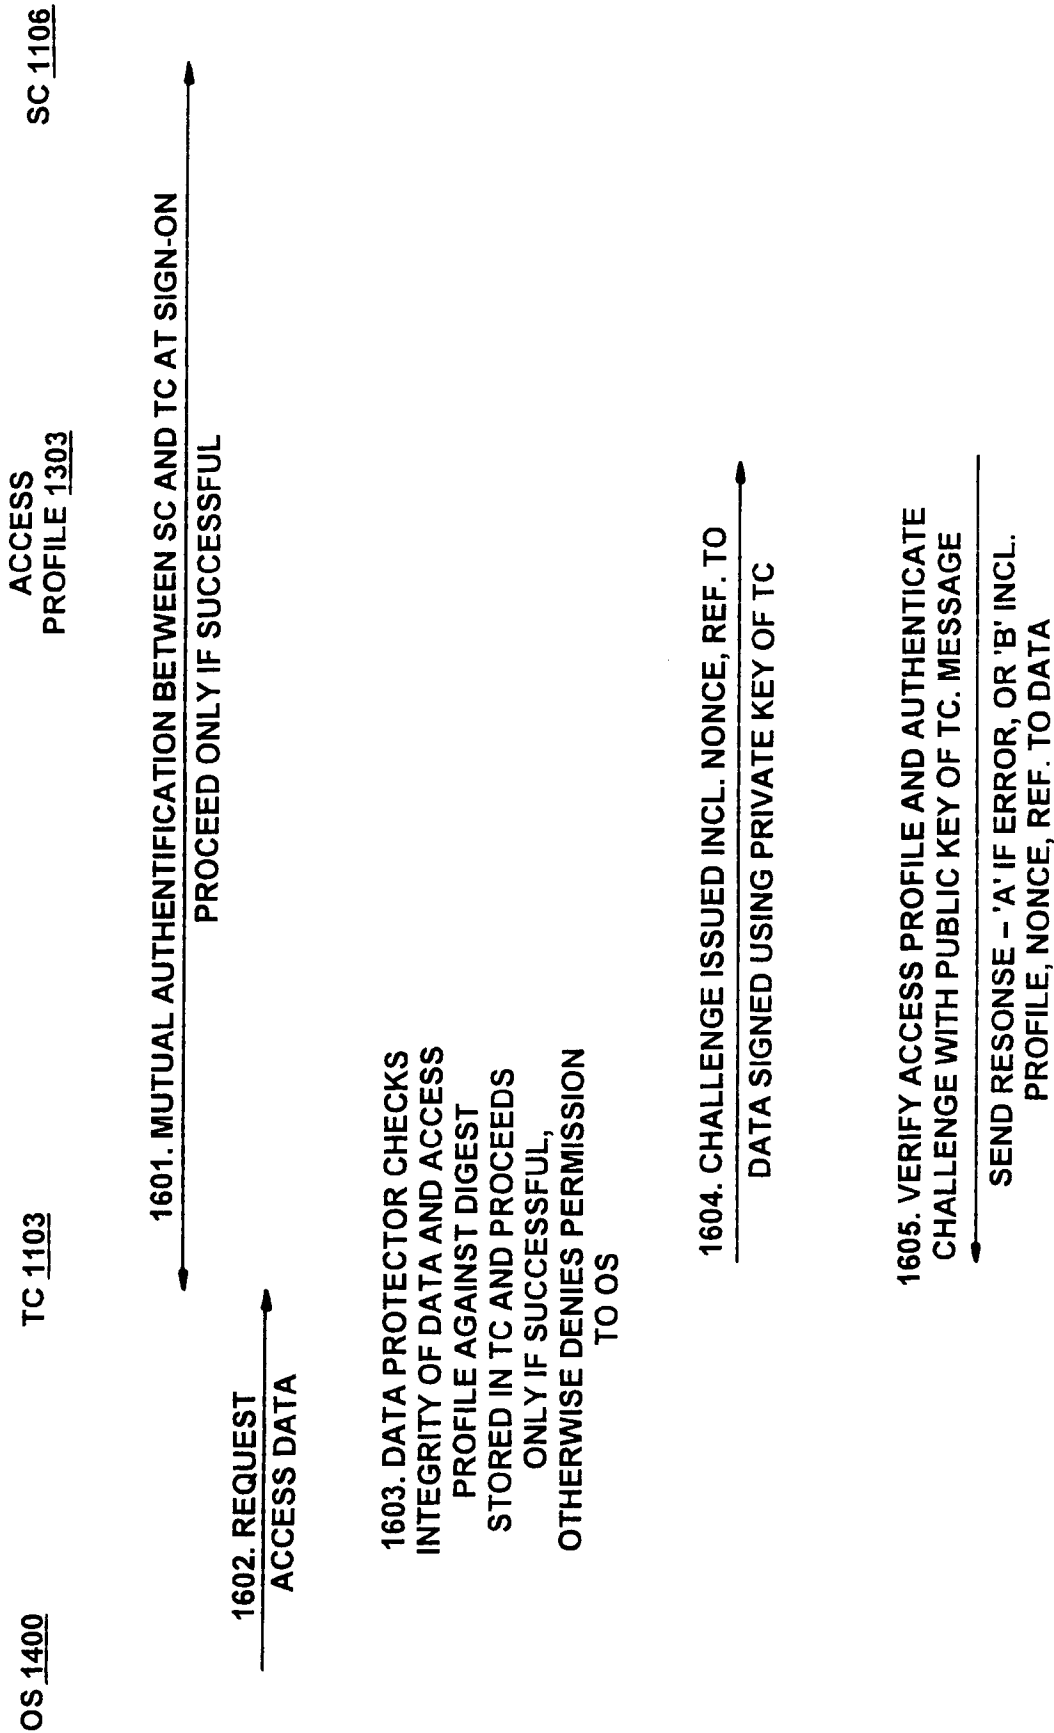 OS 1400
TC 1103
ACCESS
PROFILE 1303
SC 1106
1601. MUTUAL AUTHENTIFICATION BETWEEN SC AND TC AT SIGN-ON
PROCEED ONLY IF SUCCESSFUL
1602. REQUEST
ACCESS DATA
1603. DATA PROTECTOR CHECKS
INTEGRITY OF DATA AND ACCESS
PROFILE AGAINST DIGEST
STORED IN TC AND PROCEEDS
ONLY IF SUCCESSFUL,
OTHERWISE DENIES PERMISSION
TO OS
1604. CHALLENGE ISSUED INCL. NONCE, REF. TO
DATA SIGNED USING PRIVATE KEY OF TC
1605. VERIFY ACCESS PROFILE AND AUTHENTICATE
CHALLENGE WITH PUBLIC KEY OF TC. MESSAGE
SEND RESONSE – 'A' IF ERROR, OR 'B' INCL.
PROFILE, NONCE, REF. TO DATA